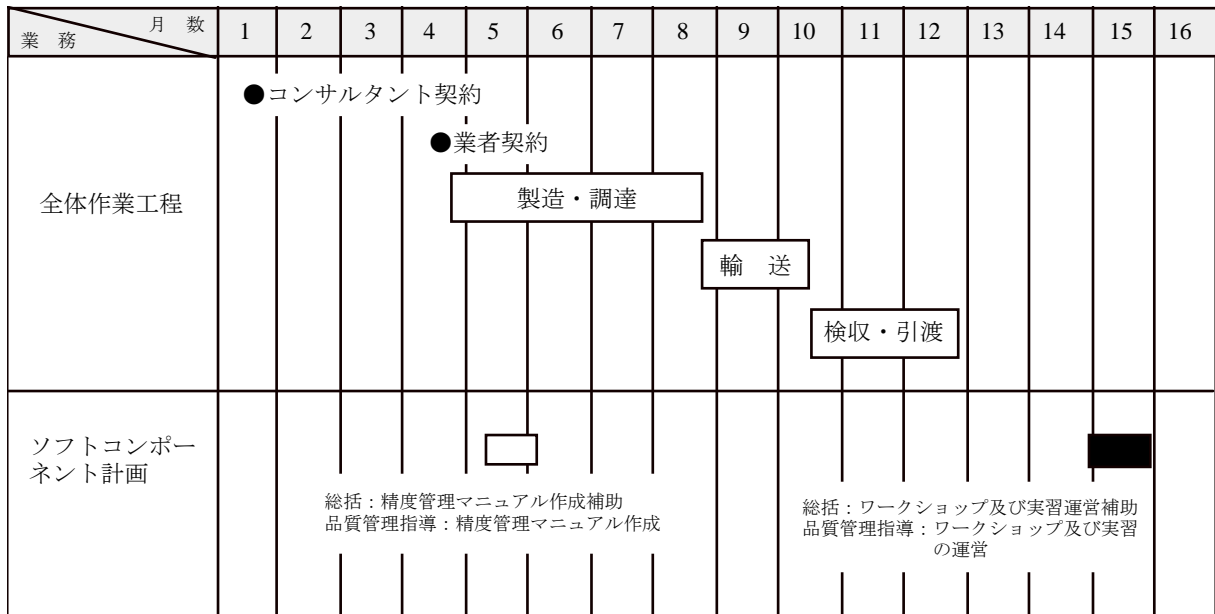 月　数
業　務
1 2 3 4 5 6 7 8 9 10 11 12 13 14 15 16
●コンサルタント契約
●業者契約
全体作業工程
製造・調達
輸　送
検収・引渡
ソフトコンポー
ネント計画
総括：精度管理マニュアル作成補助
品質管理指導：精度管理マニュアル作成
総括：ワークショップ及び実習運営補助
品質管理指導：ワークショップ及び実習
の運営